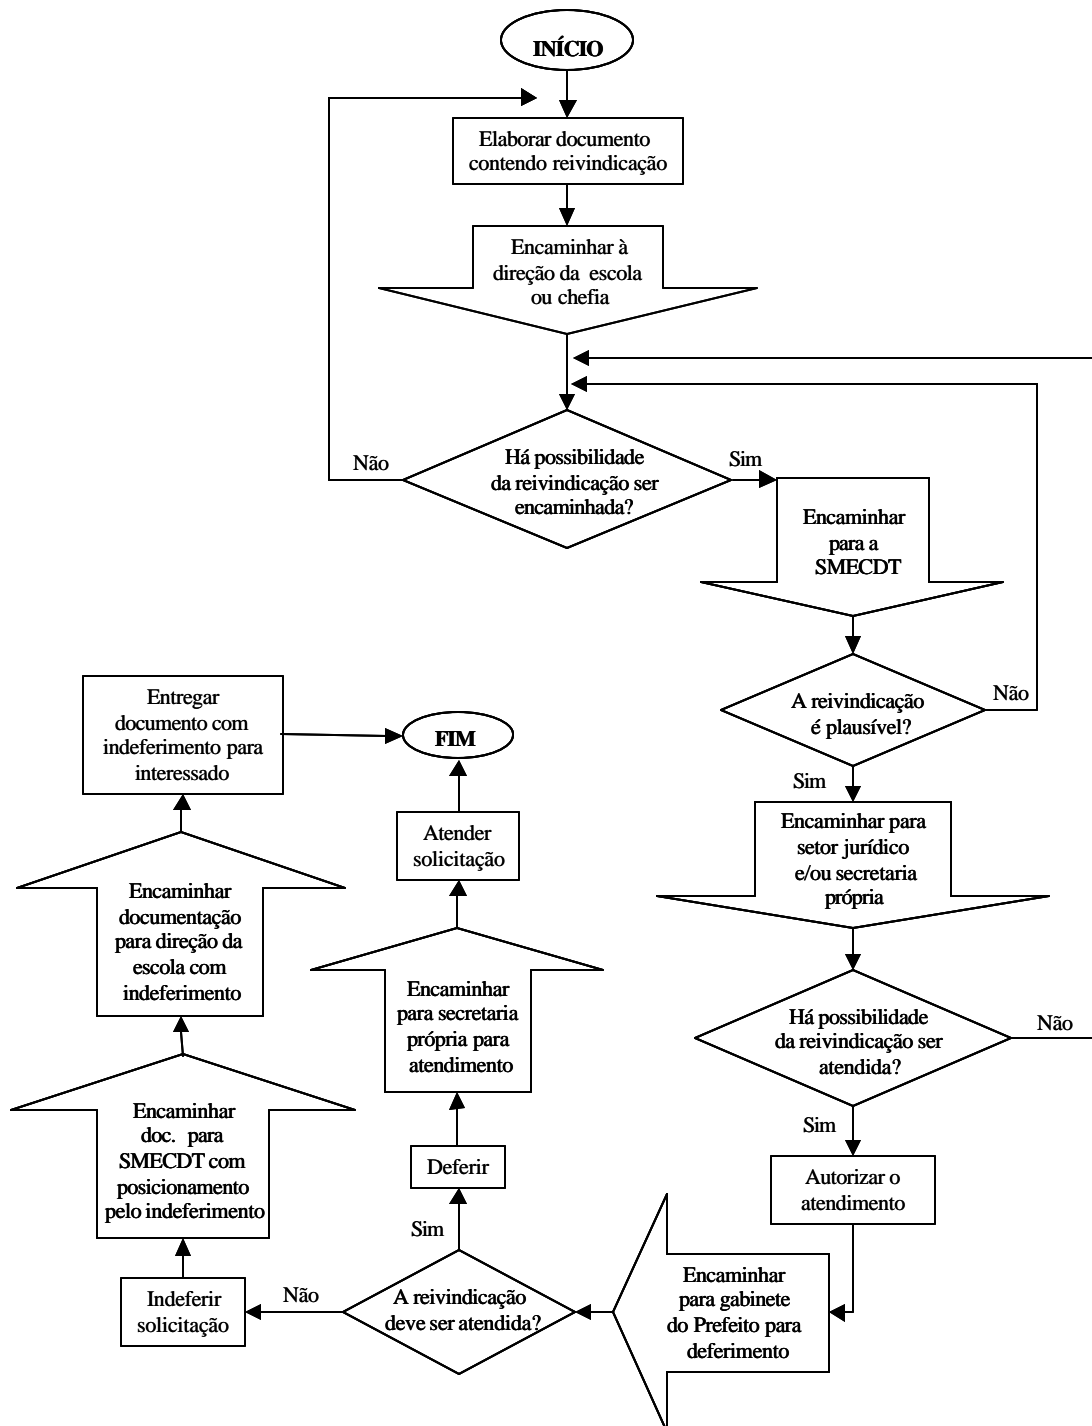 INÍCIO
Elaborar documento
contendo reivindicação
Encaminhar à
direção da escola
ou chefia
Há possibilidade
da reivindicação ser
encaminhada?
Não
Sim
Encaminhar
para a
SMECDT
A reivindicação
é plausível?
Não
Sim
Encaminhar para
setor jurídico
e/ou secretaria
própria
Há possibilidade
da reivindicação ser
atendida?
Não
Sim
Autorizar o
atendimento
Encaminhar
para gabinete
do Prefeito para
deferimento
A reivindicação
deve ser atendida?
Sim
Não
Deferir
Encaminhar
para secretaria
própria para
atendimento
Atender
solicitação
FIM
Indeferir
solicitação
Encaminhar
doc. para
SMECDT com
posicionamento
pelo indeferimento
Encaminhar
documentação
para direção da
escola com
indeferimento
Entregar
documento com
indeferimento para
interessado